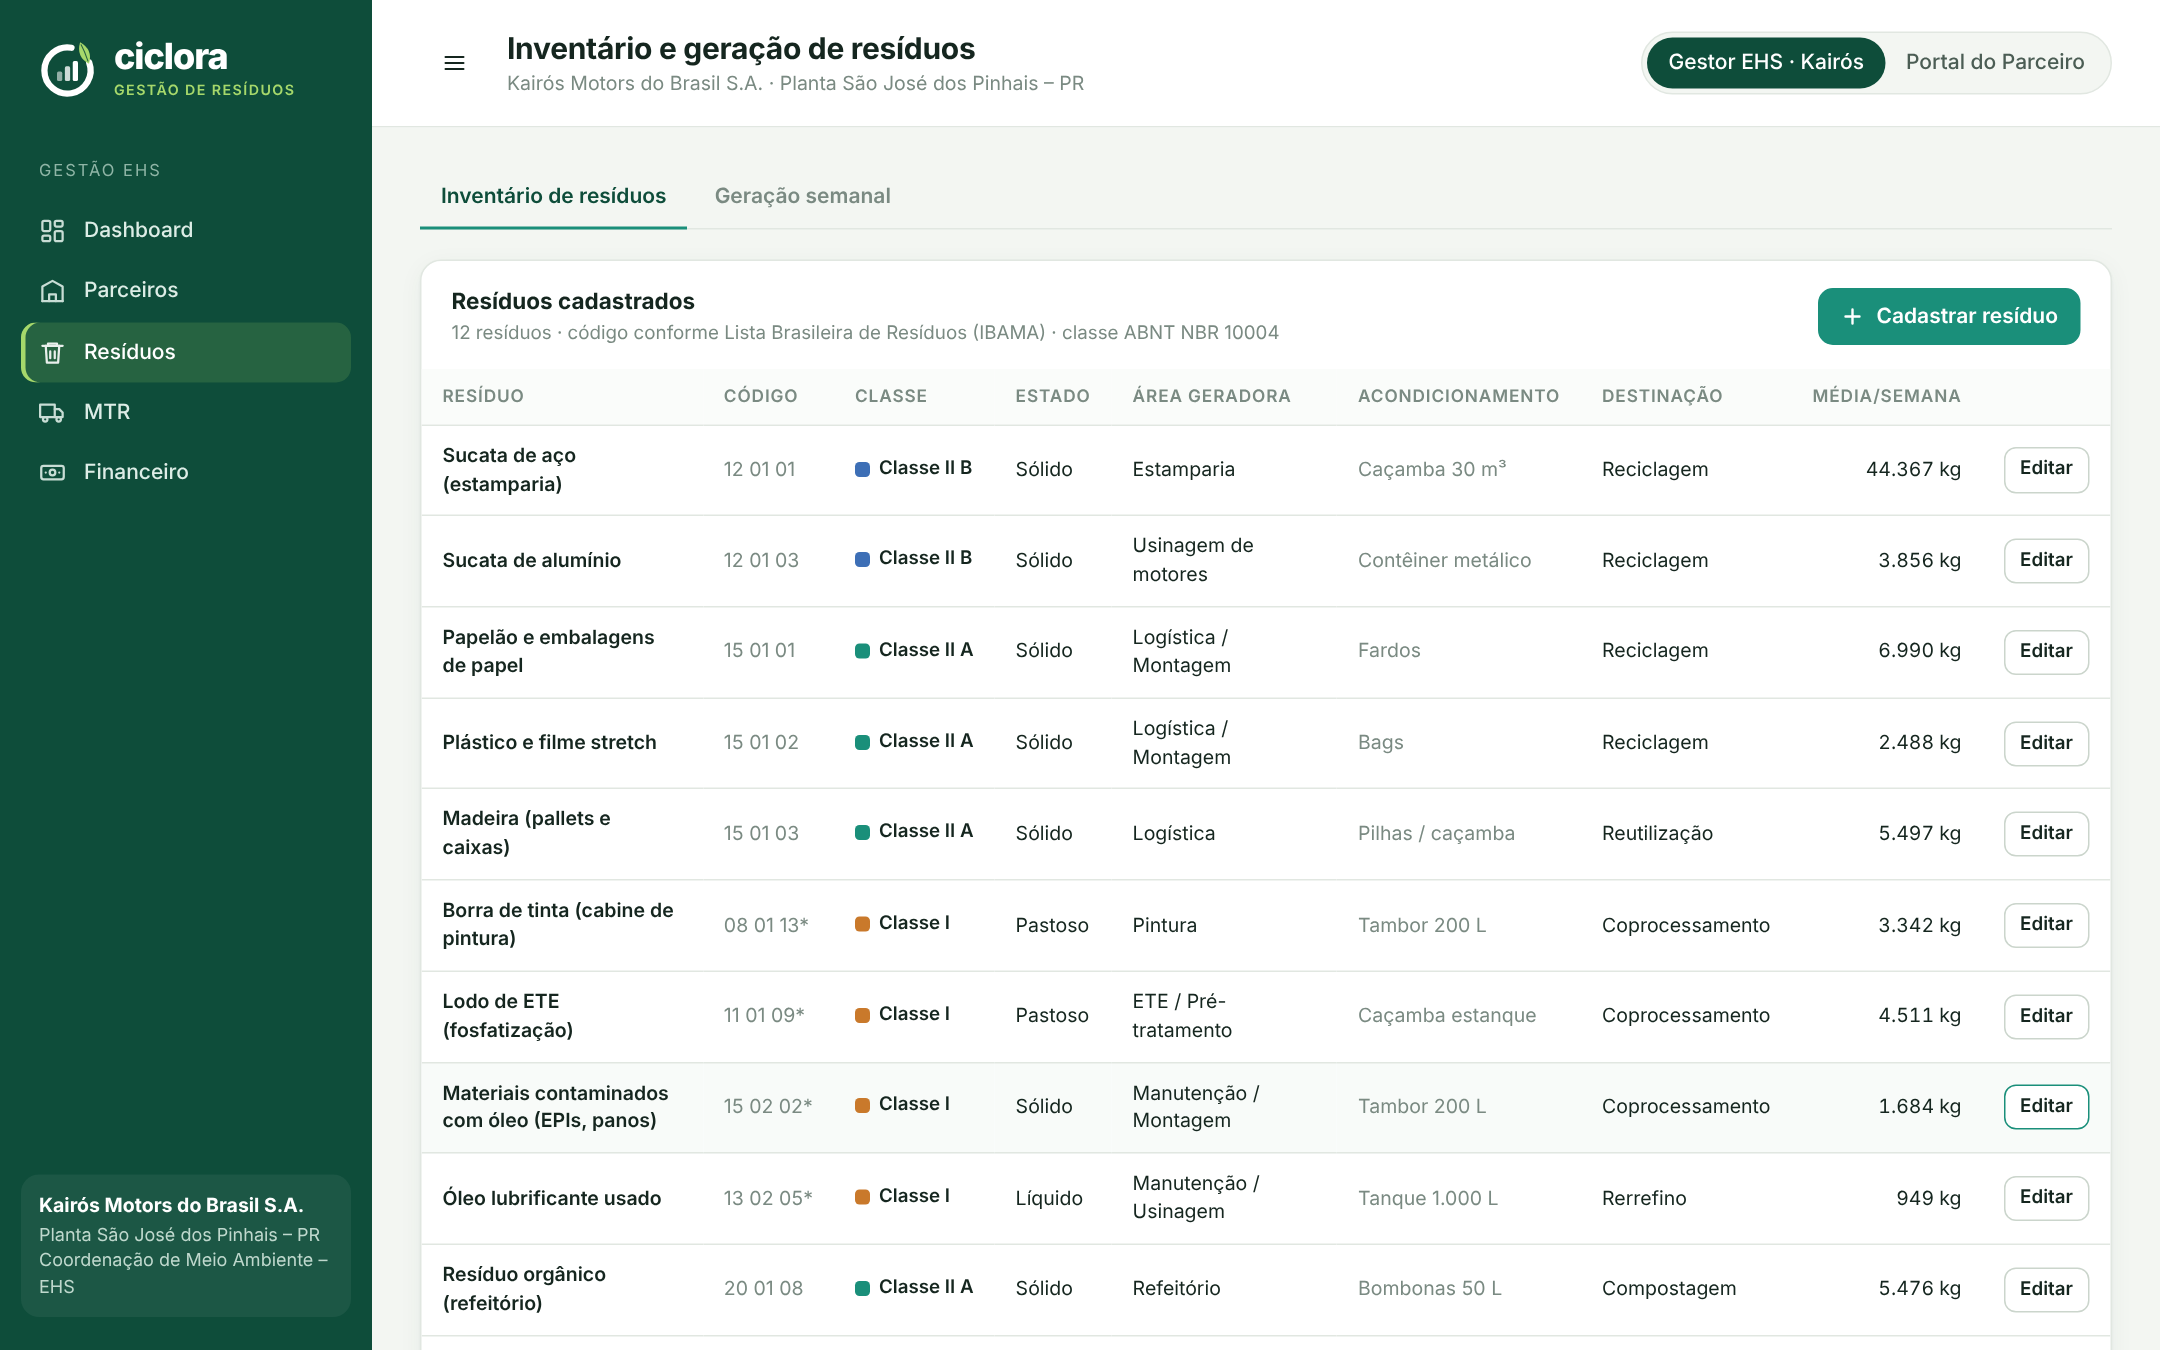 ciclora
GESTÃO DE RESÍDUOS
GESTÃO EHS
Dashboard
Parceiros
Resíduos
MTR
Financeiro
Kairós Motors do Brasil S.A.
Planta São José dos Pinhais – PR
Coordenação de Meio Ambiente –
EHS
Inventário e geração de resíduos
Kairós Motors do Brasil S.A. · Planta São José dos Pinhais – PR
Gestor EHS · Kairós
Portal do Parceiro
Inventário de resíduos
Geração semanal
Resíduos cadastrados
12 resíduos · código conforme Lista Brasileira de Resíduos (IBAMA) · classe ABNT NBR 10004
+ Cadastrar resíduo
RESÍDUO CÓDIGO CLASSE ESTADO ÁREA GERADORA ACONDICIONAMENTO DESTINAÇÃO MÉDIA/SEMANA
Sucata de aço
(estamparia)
12 01 01 Classe II B Sólido Estamparia Caçamba 30 m³ Reciclagem 44.367 kg Editar
Sucata de alumínio 12 01 03 Classe II B Sólido
Usinagem de
motores
Contêiner metálico Reciclagem 3.856 kg Editar
Papelão e embalagens
de papel
15 01 01 Classe II A Sólido
Logística /
Montagem
Fardos Reciclagem 6.990 kg Editar
Plástico e filme stretch 15 01 02 Classe II A Sólido
Logística /
Montagem
Bags Reciclagem 2.488 kg Editar
Madeira (pallets e
caixas)
15 01 03 Classe II A Sólido Logística Pilhas / caçamba Reutilização 5.497 kg Editar
Borra de tinta (cabine de
pintura)
08 01 13* Classe I Pastoso Pintura Tambor 200 L Coprocessamento 3.342 kg Editar
Lodo de ETE
(fosfatização)
11 01 09* Classe I Pastoso
ETE / Pré-
tratamento
Caçamba estanque Coprocessamento 4.511 kg Editar
Materiais contaminados
com óleo (EPIs, panos)
15 02 02* Classe I Sólido
Manutenção /
Montagem
Tambor 200 L Coprocessamento 1.684 kg Editar
Óleo lubrificante usado 13 02 05* Classe I Líquido
Manutenção /
Usinagem
Tanque 1.000 L Rerrefino 949 kg Editar
Resíduo orgânico
(refeitório)
20 01 08 Classe II A Sólido Refeitório Bombonas 50 L Compostagem 5.476 kg Editar